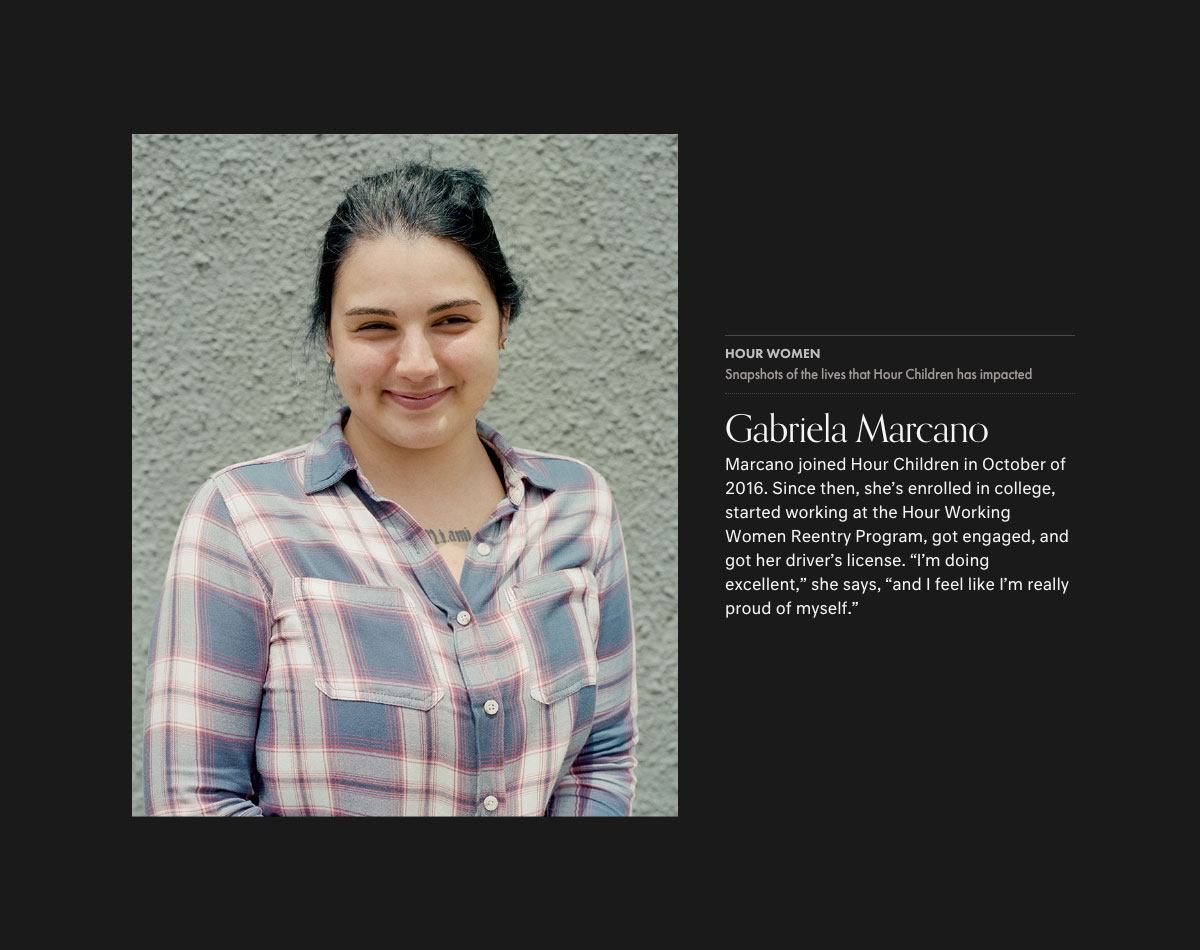 HOUR WOMEN
Snapshots of the lives that Hour Children has impacted
Gabriela Marcano
Marcano joined Hour Children in October of
2016. Since then, she’s enrolled in college,
started working at the Hour Working
Women Reentry Program, got engaged, and
got her driver’s license. “I’m doing
excellent,” she says, “and I feel like I’m really
proud of myself.”